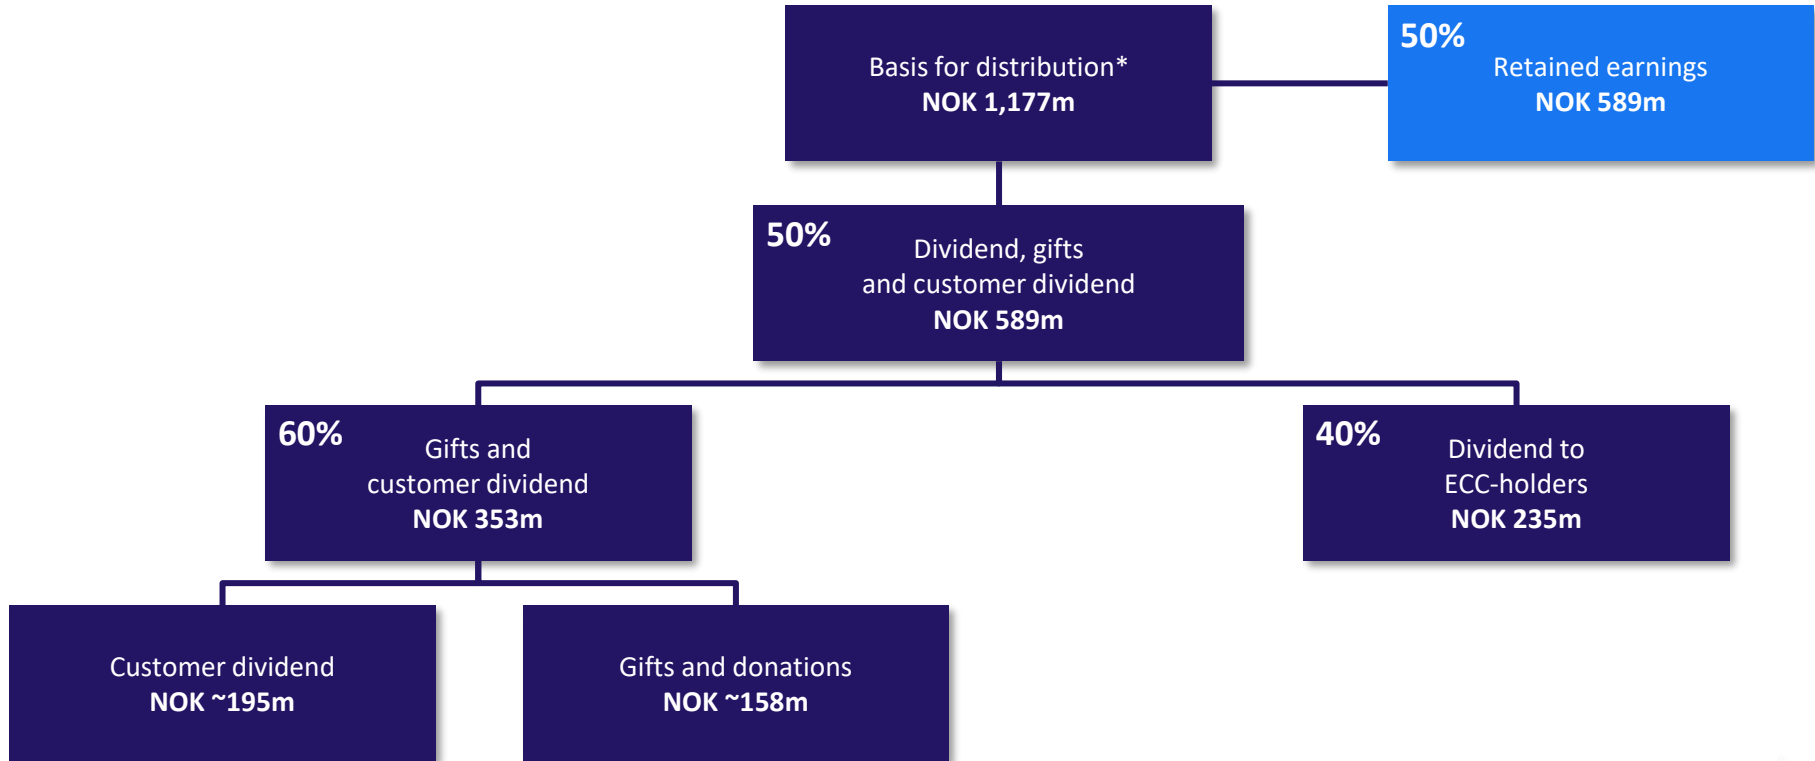 Basis for distribution*
NOK 1,177m
50%
Retained earnings
NOK 589m
50%
Dividend, gifts
and customer dividend
NOK 589m
60%
Gifts and
customer dividend
NOK 353m
40%
Dividend to
ECC-holders
NOK 235m
Customer dividend
NOK ~195m
Gifts and donations
NOK ~158m